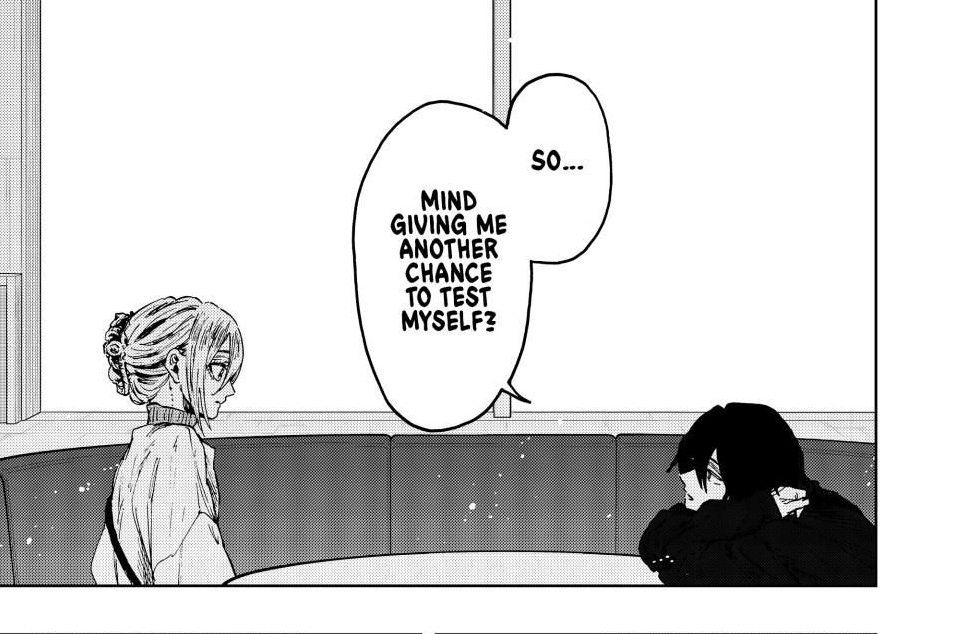 SO...
MIND
GIVING ME
ANOTHER
CHANCE
TO TEST
MYSELF?